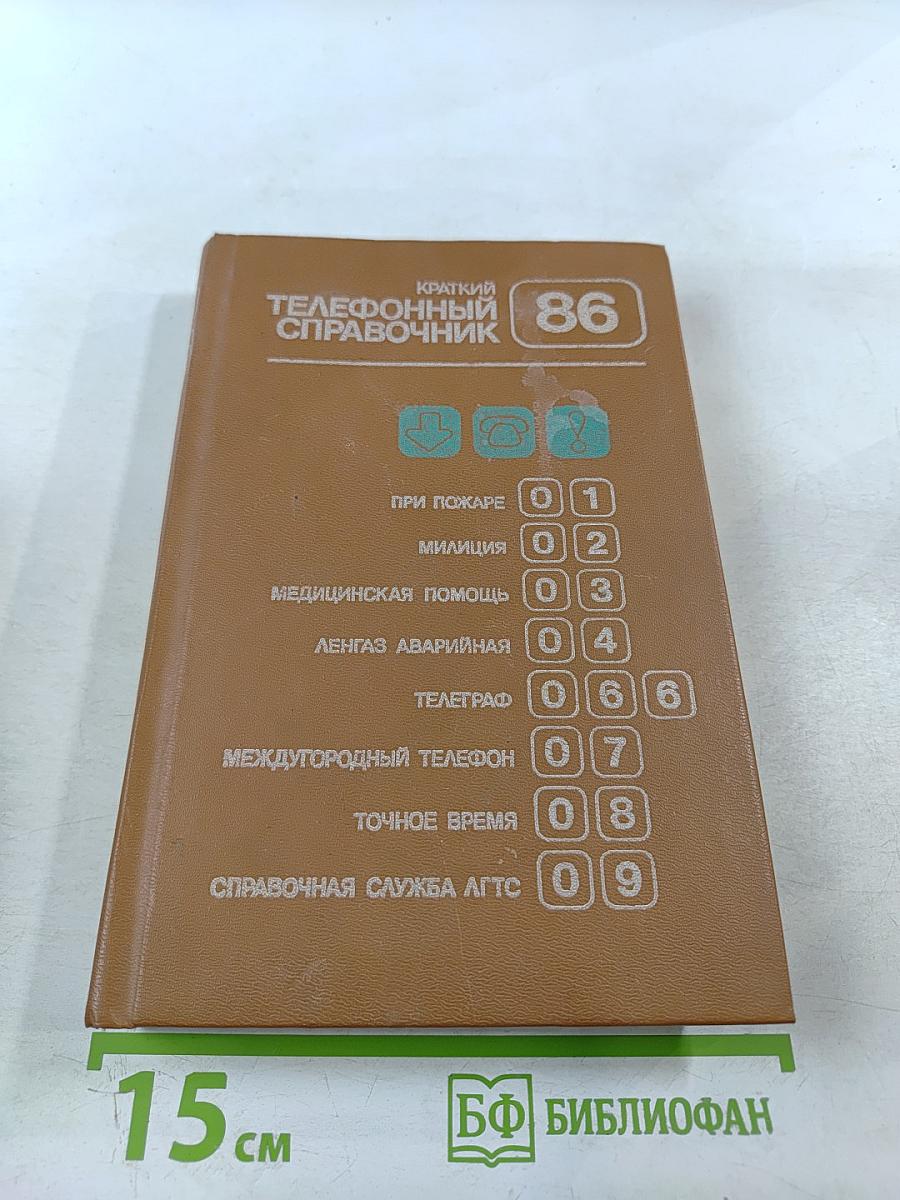 КРАТКИЙ
ТЕЛЕФОННЫЙ
СПРАВОЧНИК
86
ПРИ ПОЖАРЕ 01
МИЛИЦИЯ 02
МЕДИЦИНСКАЯ ПОМОЩЬ 03
ЛЕНГАЗ АВАРИЙНАЯ 04
ТЕЛЕГРАФ 066
МЕЖДУГОРОДНЫЙ ТЕЛЕФОН 07
ТОЧНОЕ ВРЕМЯ 08
СПРАВОЧНАЯ СЛУЖБА ЛГТС 09
15 см
БФ БИБЛИОФАН